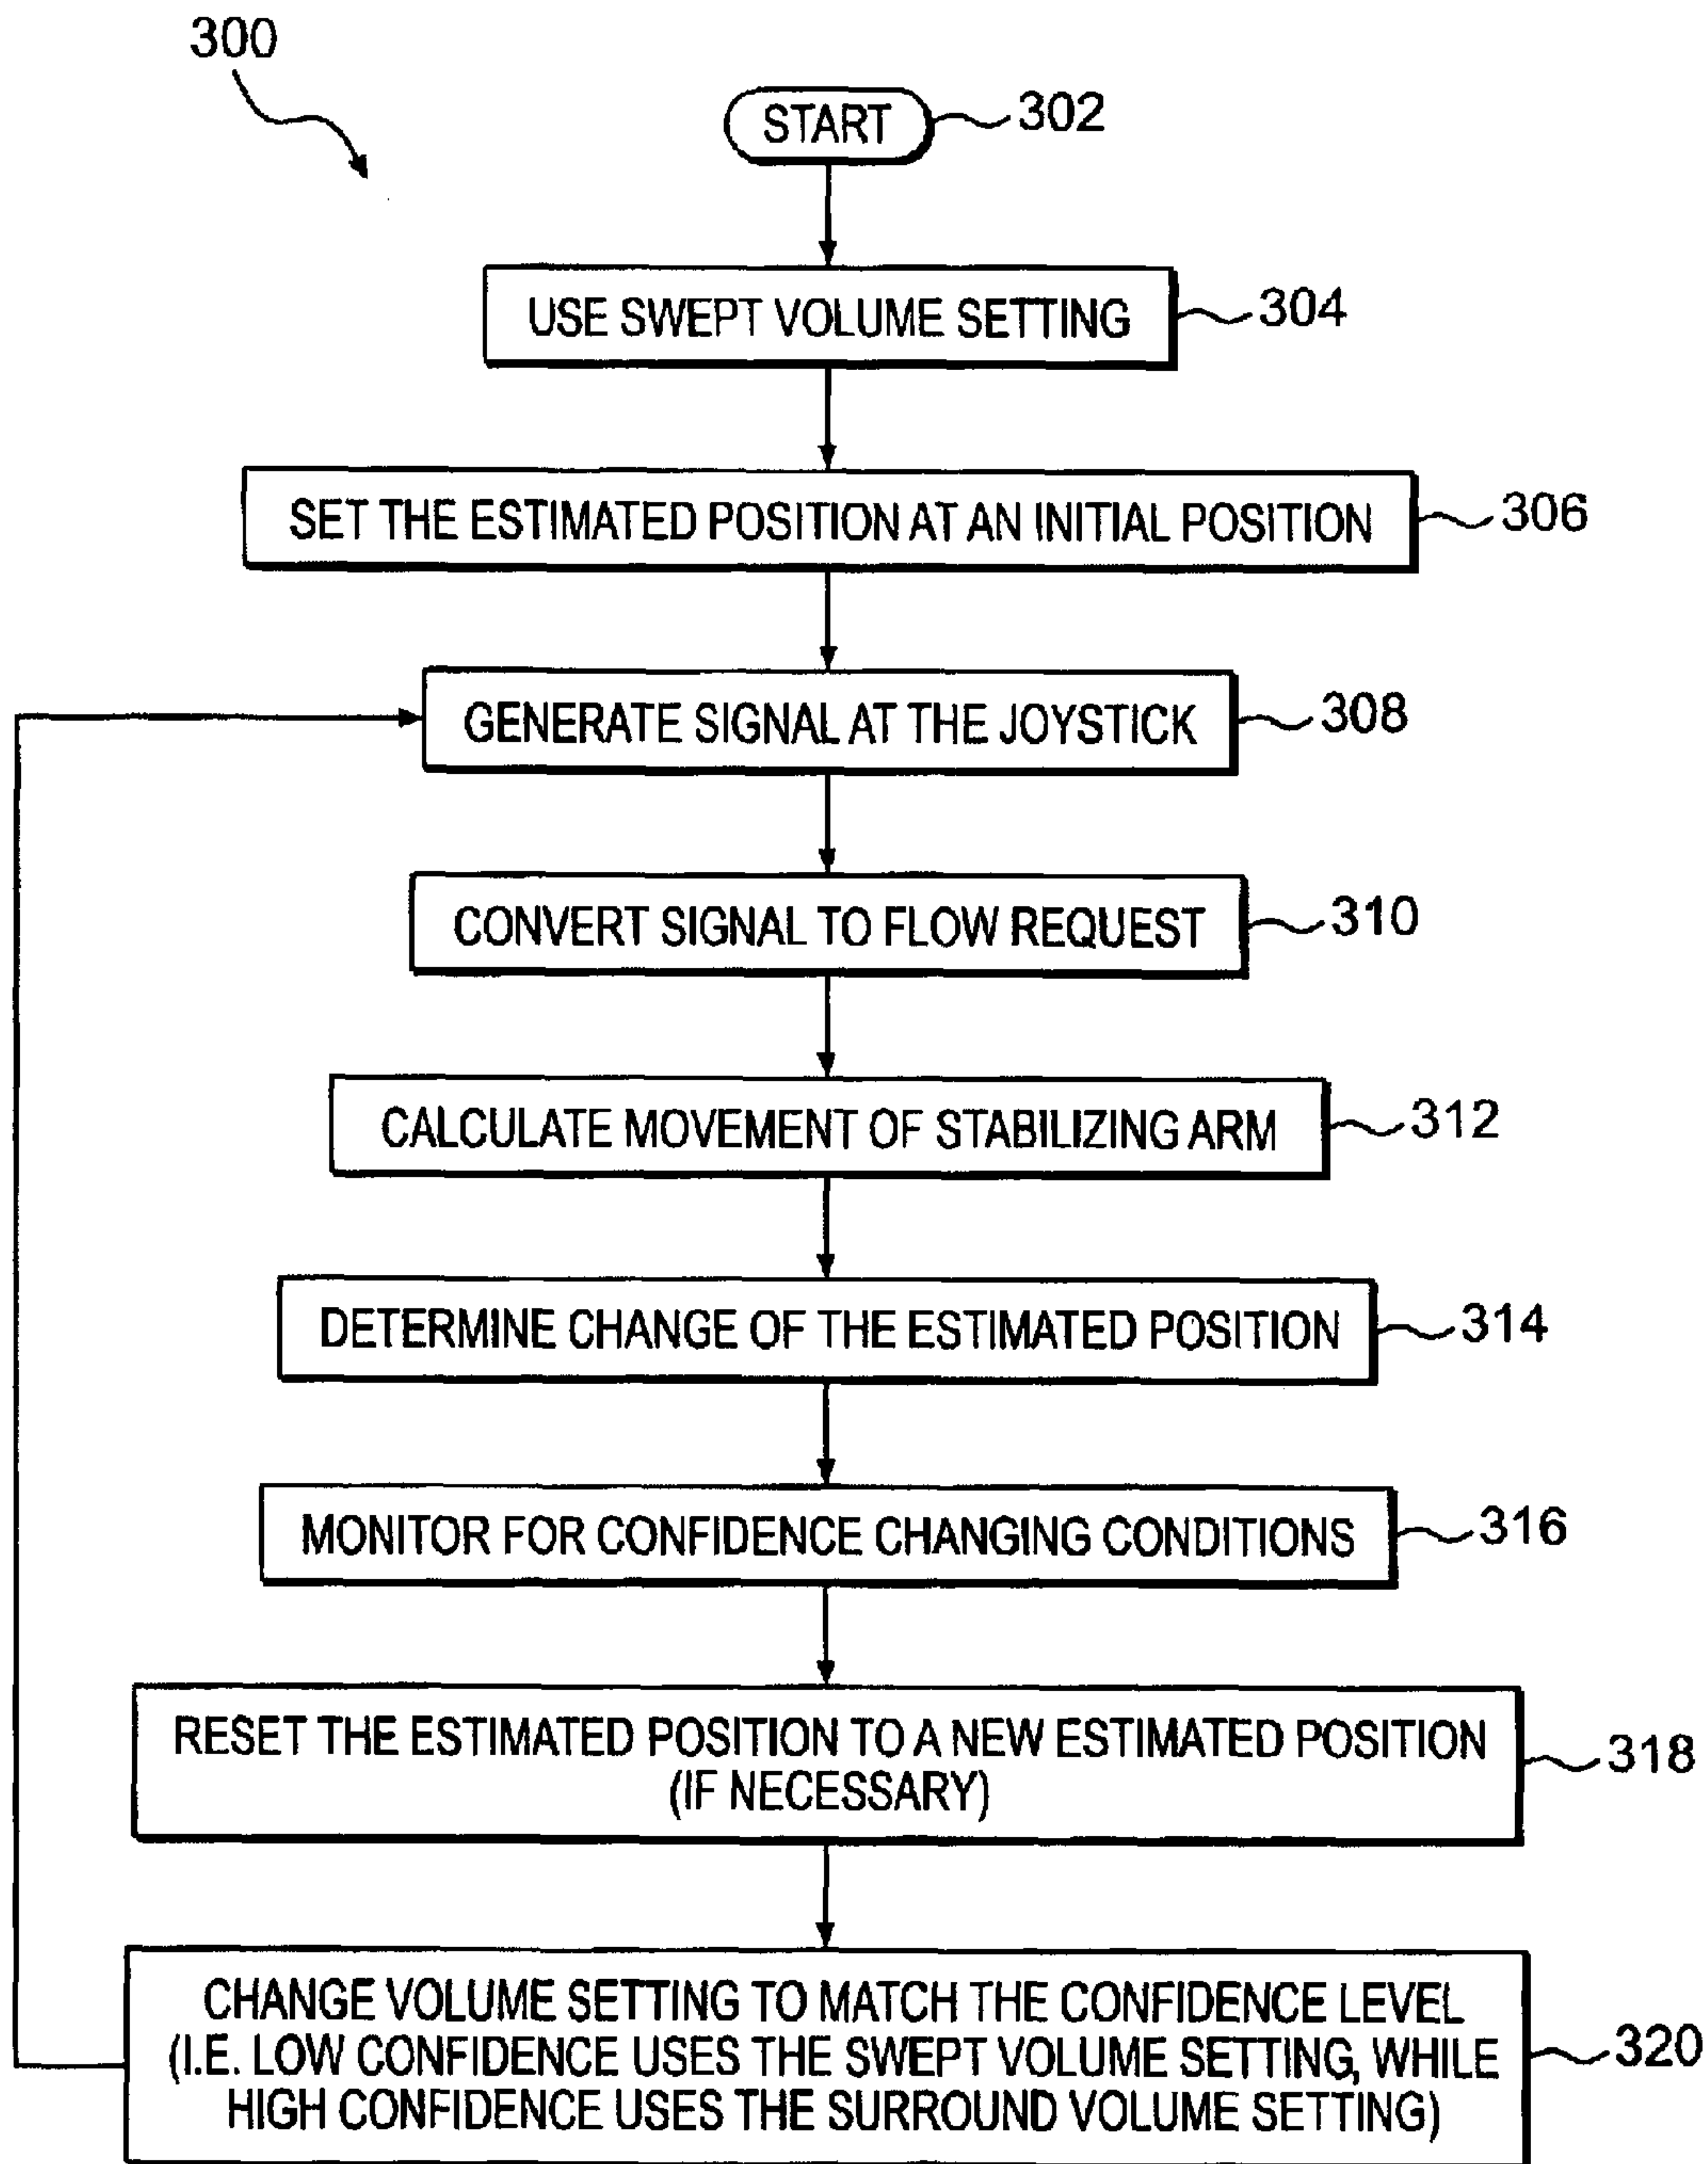 300
START
302
USE SWEPT VOLUME SETTING
304
SET THE ESTIMATED POSITION AT AN INITIAL POSITION
306
GENERATE SIGNAL AT THE JOYSTICK
308
CONVERT SIGNAL TO FLOW REQUEST
310
CALCULATE MOVEMENT OF STABILIZING ARM
312
DETERMINE CHANGE OF THE ESTIMATED POSITION
314
MONITOR FOR CONFIDENCE CHANGING CONDITIONS
316
RESET THE ESTIMATED POSITION TO A NEW ESTIMATED POSITION
(IF NECESSARY)
318
CHANGE VOLUME SETTING TO MATCH THE CONFIDENCE LEVEL
(I.E. LOW CONFIDENCE USES THE SWEPT VOLUME SETTING, WHILE
HIGH CONFIDENCE USES THE SURROUND VOLUME SETTING)
320